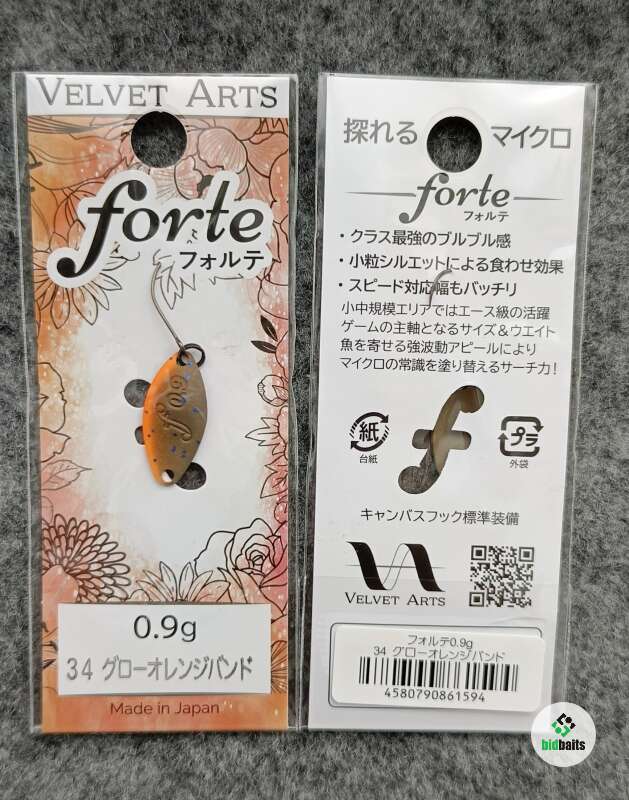 VELVET ARTS
forte
フォルテ
0.9g
34 グローオレンジバンド
Made in Japan
探れる マイクロ
forte
フォルテ
・クラス最強のブルブル感
・小粒シルエットによる食わせ効果
・スピード対応幅もバッチリ
小中規模エリアではエース級の活躍
ゲームの主軸となるサイズ&ウエイト
魚を寄せる強波動アピールにより
マイクロの常識を塗り替えるサーチ力!
紙
台紙
プラ
外袋
キャンバスフック標準装備
VELVET ARTS
フォルテ0.9g
34 グローオレンジバンド
4580790861594
bidbaits